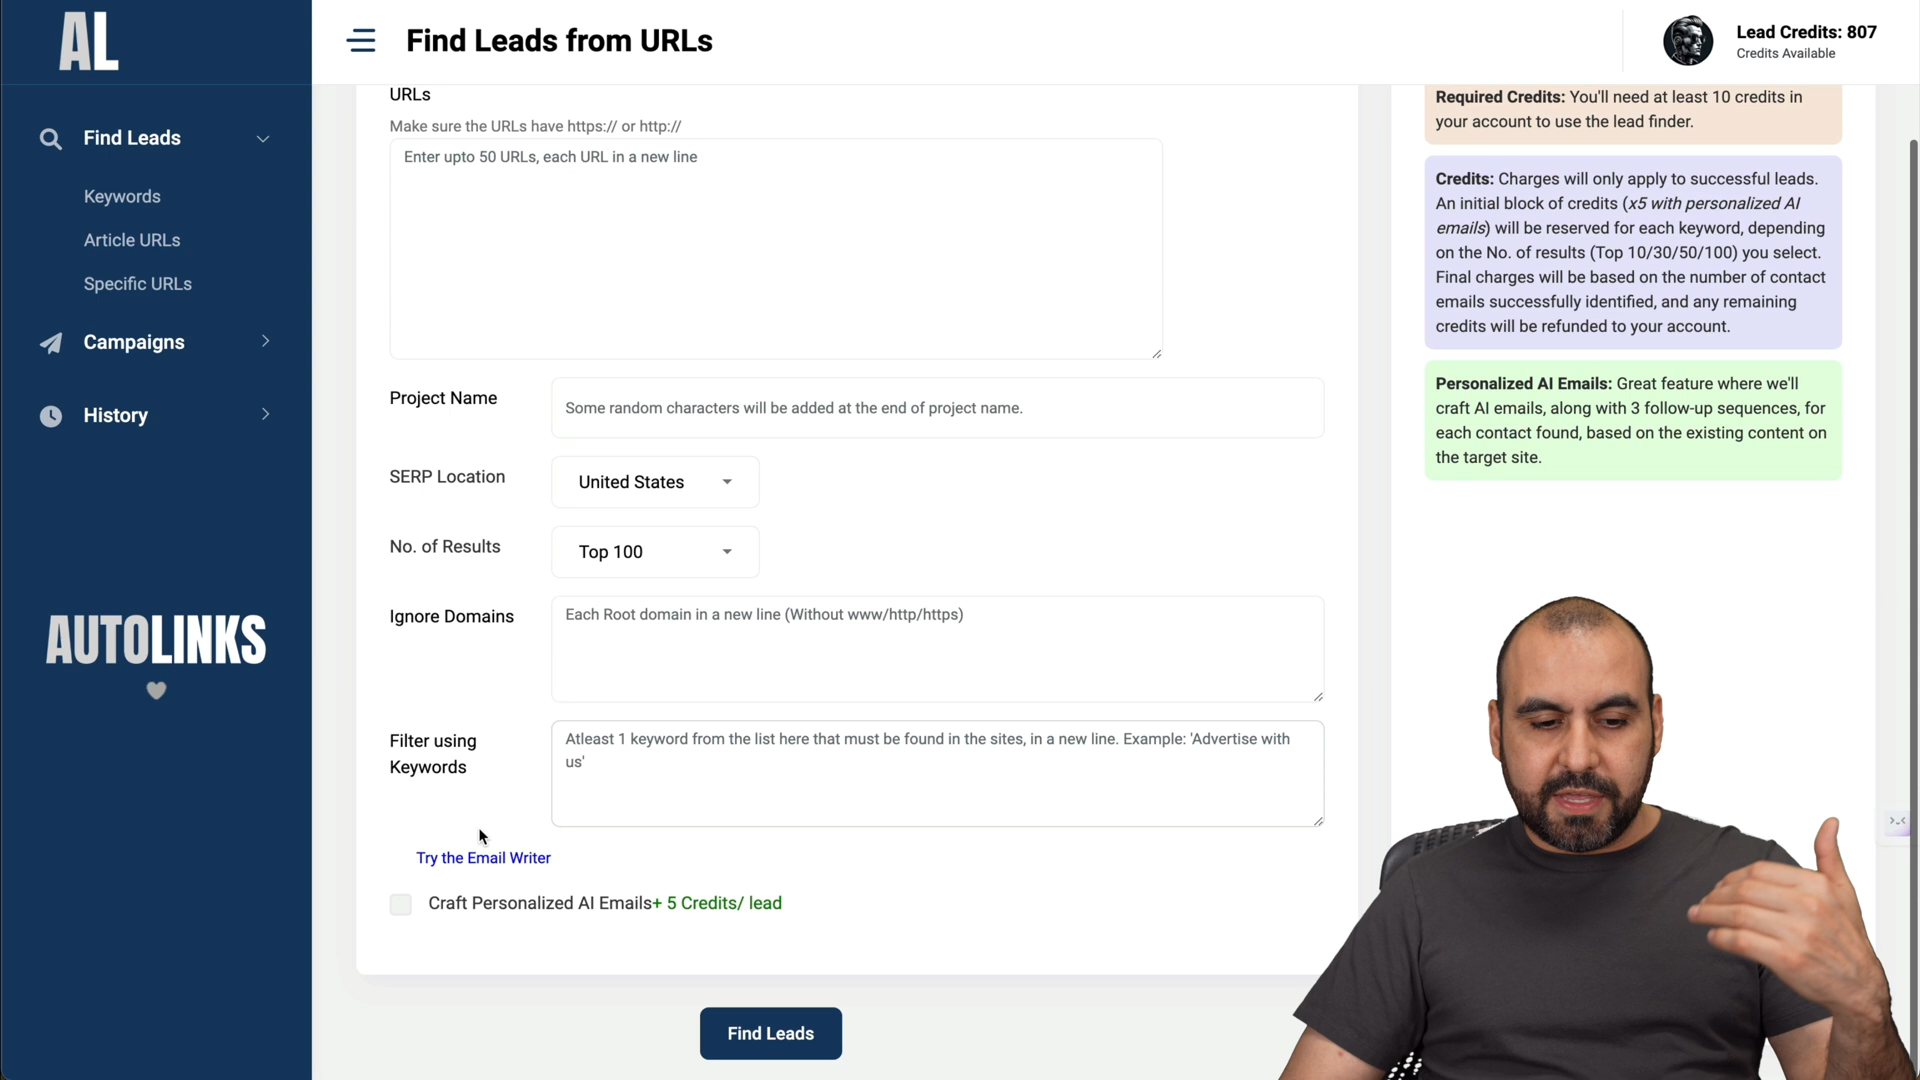 AL
Find Leads from URLs
Lead Credits: 807
Credits Available
Find Leads
Keywords
Article URLs
Specific URLs
Campaigns
History
AUTOLINKS
URLs
Make sure the URLs have https:// or http://
Enter upto 50 URLs, each URL in a new line
Project Name
Some random characters will be added at the end of project name.
SERP Location
United States
No. of Results
Top 100
Ignore Domains
Each Root domain in a new line (Without www/http/https)
Filter using
Keywords
Atleast 1 keyword from the list here that must be found in the sites, in a new line. Example: 'Advertise with
us'
Try the Email Writer
Craft Personalized AI Emails+ 5 Credits/ lead
Find Leads
Required Credits: You'll need at least 10 credits in
your account to use the lead finder.
Credits: Charges will only apply to successful leads.
An initial block of credits (x5 with personalized AI
emails) will be reserved for each keyword, depending
on the No. of results (Top 10/30/50/100) you select.
Final charges will be based on the number of contact
emails successfully identified, and any remaining
credits will be refunded to your account.
Personalized AI Emails: Great feature where we'll
craft AI emails, along with 3 follow-up sequences, for
each contact found, based on the existing content on
the target site.